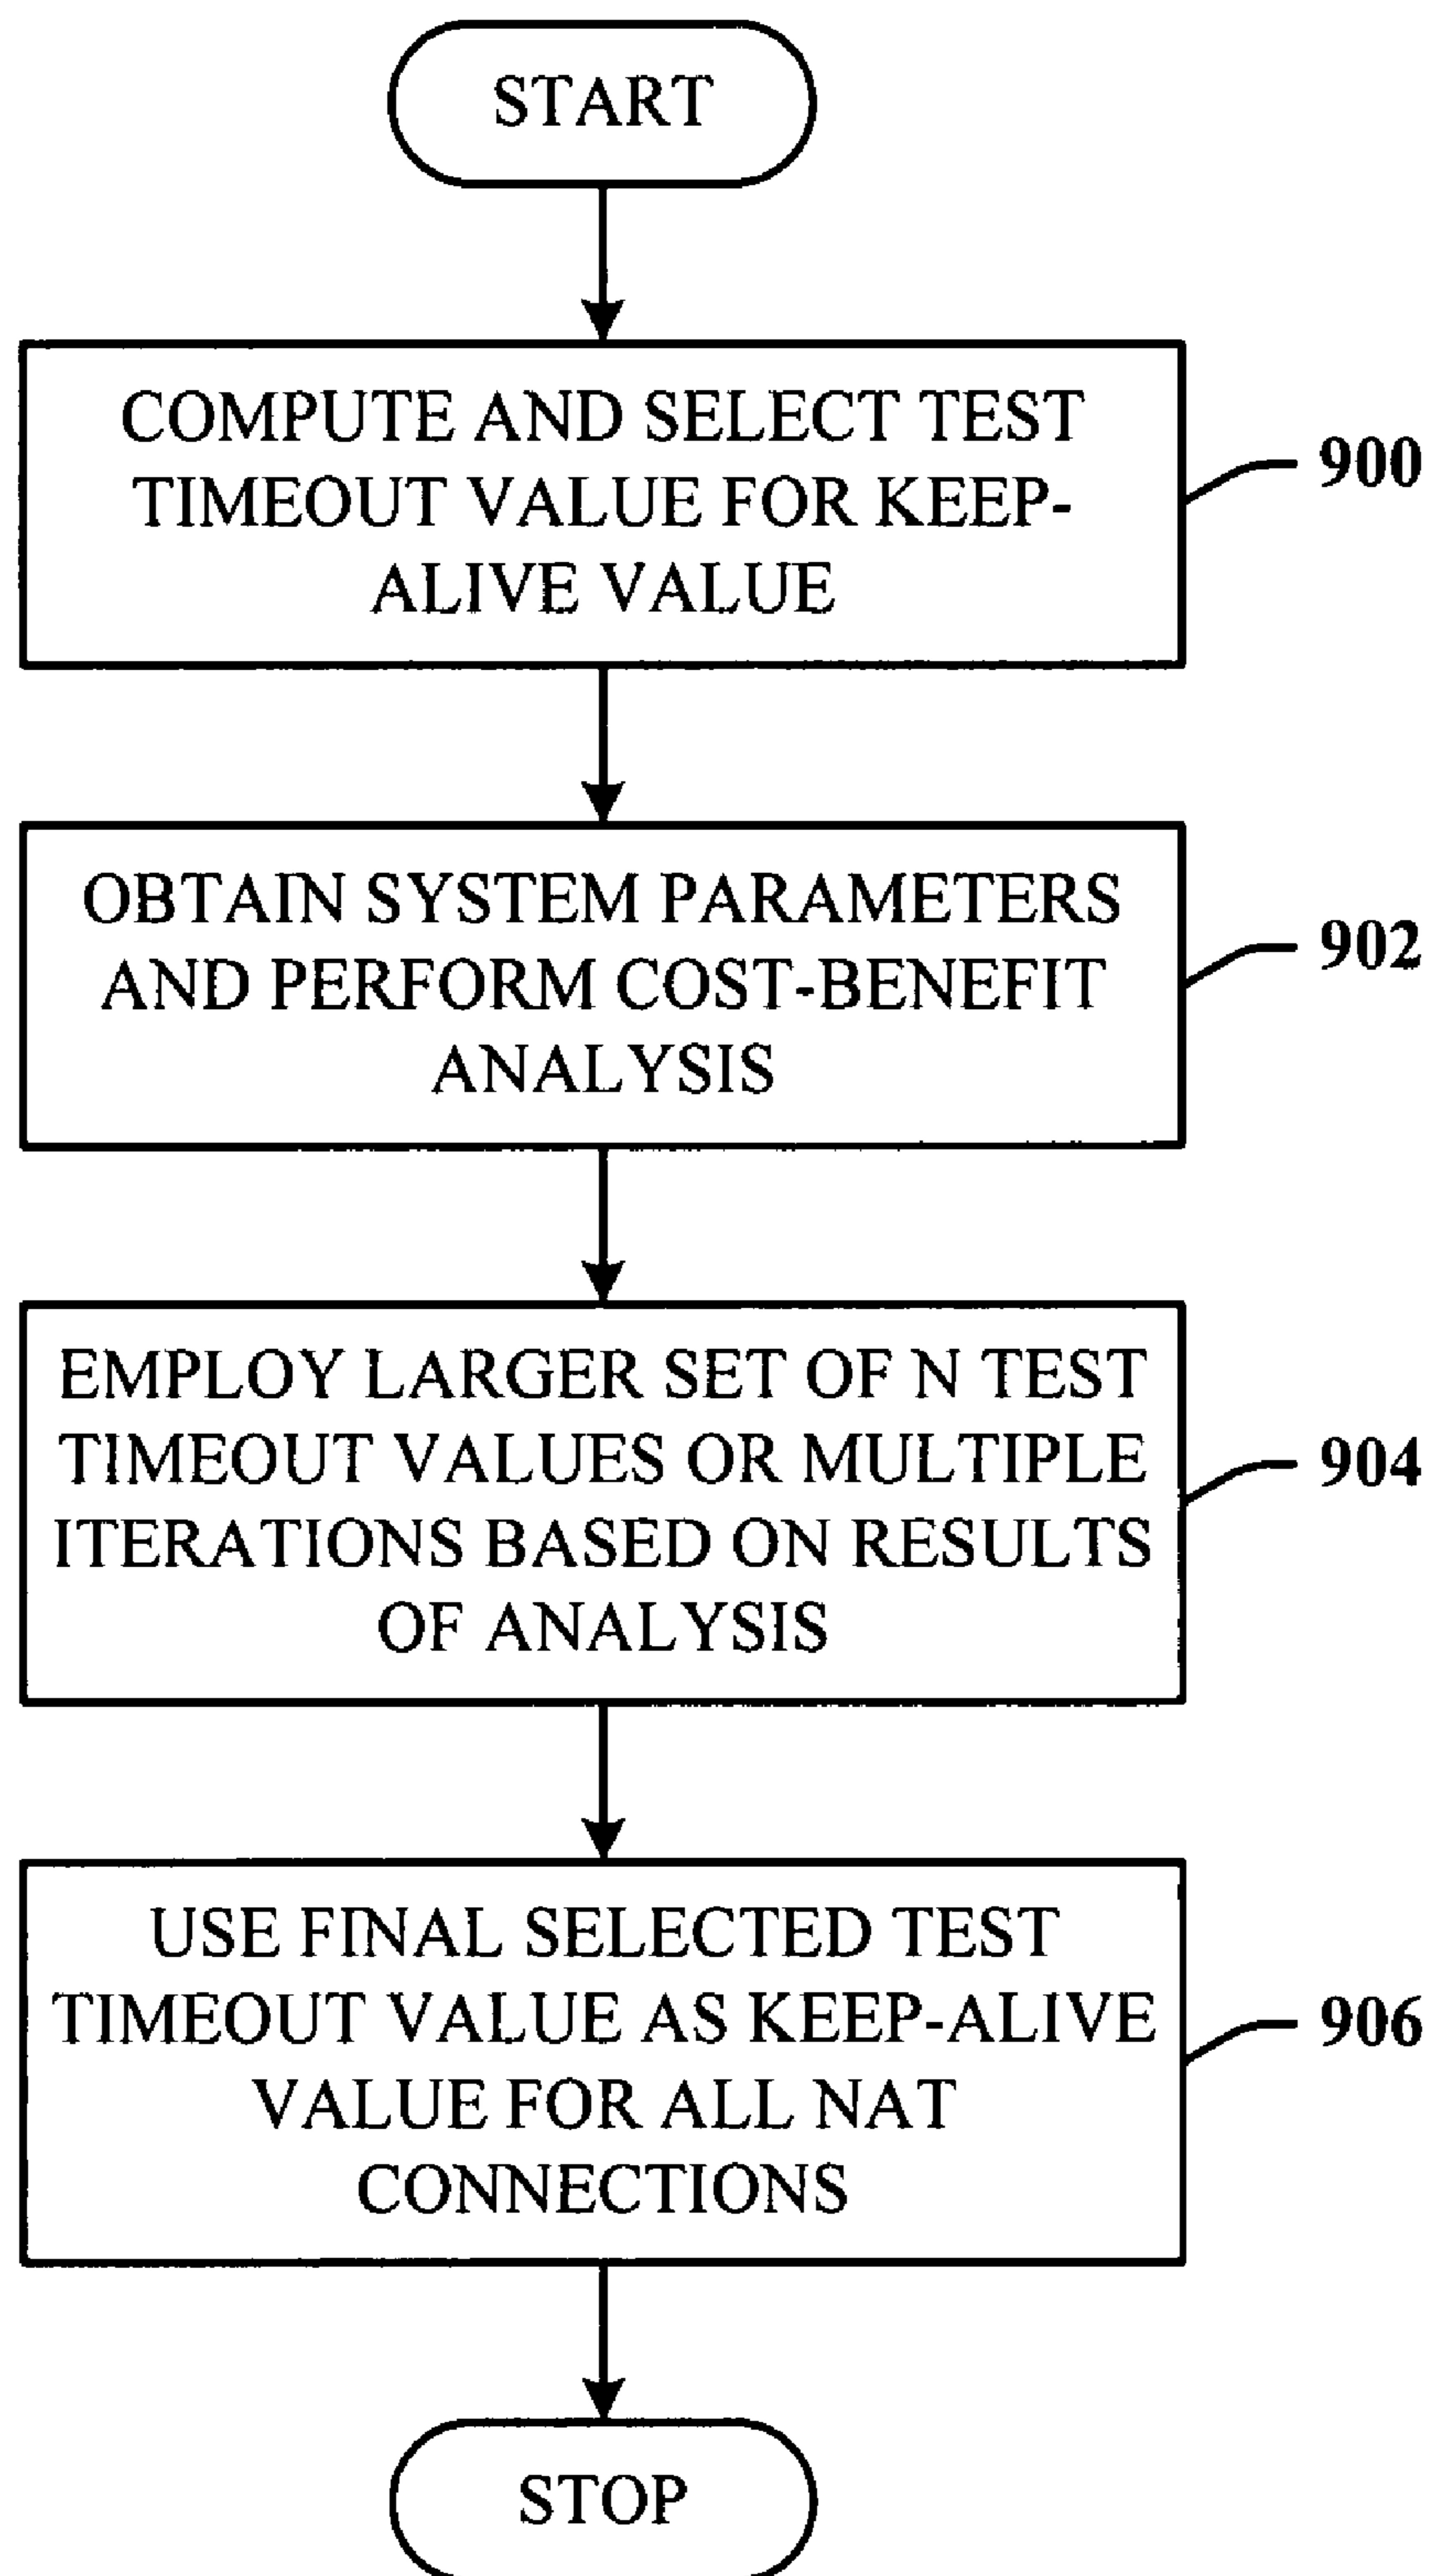 START
COMPUTE AND SELECT TEST
TIMEOUT VALUE FOR KEEP-
ALIVE VALUE
900
OBTAIN SYSTEM PARAMETERS
AND PERFORM COST-BENEFIT
ANALYSIS
902
EMPLOY LARGER SET OF N TEST
TIMEOUT VALUES OR MULTIPLE
ITERATIONS BASED ON RESULTS
OF ANALYSIS
904
USE FINAL SELECTED TEST
TIMEOUT VALUE AS KEEP-ALIVE
VALUE FOR ALL NAT
CONNECTIONS
906
STOP